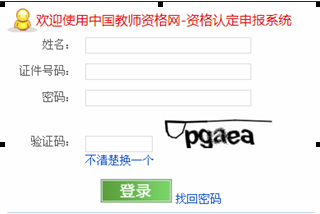 欢迎使用中国教师资格网-资格认定申报系统
姓名：
证件号码：
密码：
验证码： pgaea
不清楚换一个
登录 找回密码